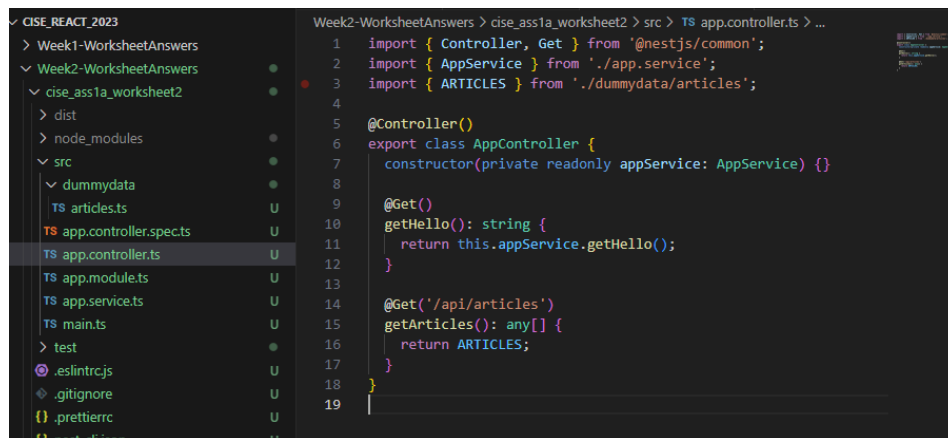 CISE_REACT_2023
Week1-WorksheetAnswers
Week2-WorksheetAnswers
cise_ass1a_worksheet2
dist
node_modules
src
dummydata
TS articles.ts U
TS app.controller.spec.ts U
TS app.controller.ts U
TS app.module.ts U
TS app.service.ts U
TS main.ts U
test
.eslintrc.js U
.gitignore U
{} .prettierrc U
Week2-WorksheetAnswers > cise_ass1a_worksheet2 > src > TS app.controller.ts > ...
1 import { Controller, Get } from '@nestjs/common';
2 import { AppService } from './app.service';
3 import { ARTICLES } from './dummydata/articles';
4
5 @Controller()
6 export class AppController {
7 constructor(private readonly appService: AppService) {}
8
9 @Get()
10 getHello(): string {
11 return this.appService.getHello();
12 }
13
14 @Get('/api/articles')
15 getArticles(): any[] {
16 return ARTICLES;
17 }
18 }
19